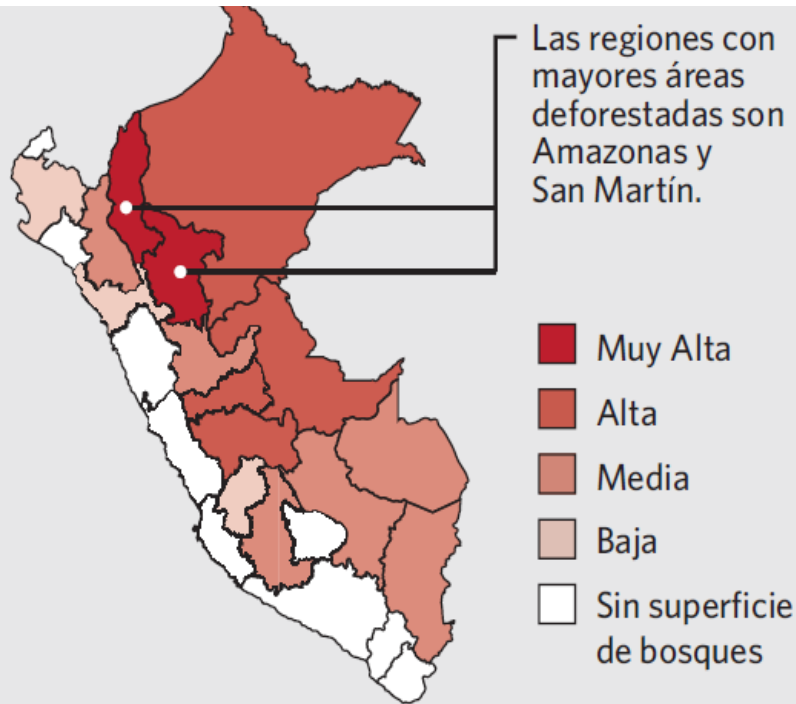 Las regiones con
mayores áreas
deforestadas son
Amazonas y
San Martín.
Muy Alta
Alta
Media
Baja
Sin superficie
de bosques